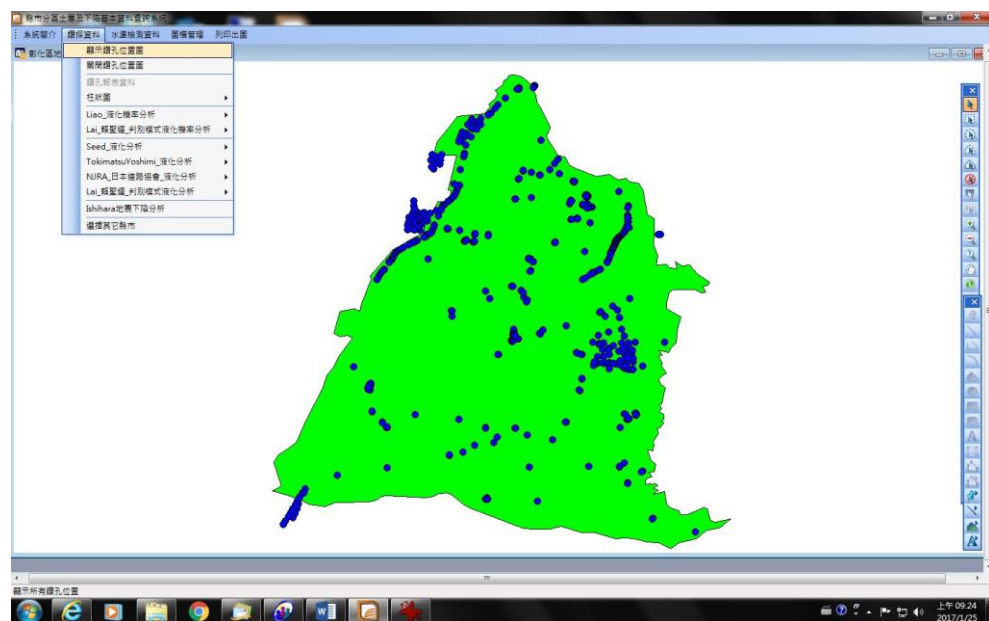 縣市分區土層及下陷基本資料查詢系統
系統簡介 鑽探資料 水準檢測資料 圖檔管理 列印出圖
彰化區地
顯示鑽孔位置圖
關閉鑽孔位置圖
鑽孔報表資料
柱狀圖
Liao_液化機率分析
Lai_賴聖耀_判別模式液化機率分析
Seed_液化分析
TokimatsuYoshimi_液化分析
NJRA_日本道路協會_液化分析
Lai_賴聖耀_判別模式液化分析
Ishihara地震下陷分析
選擇其它縣市
顯示所有鑽孔位置
上午 09:24
2017/1/25